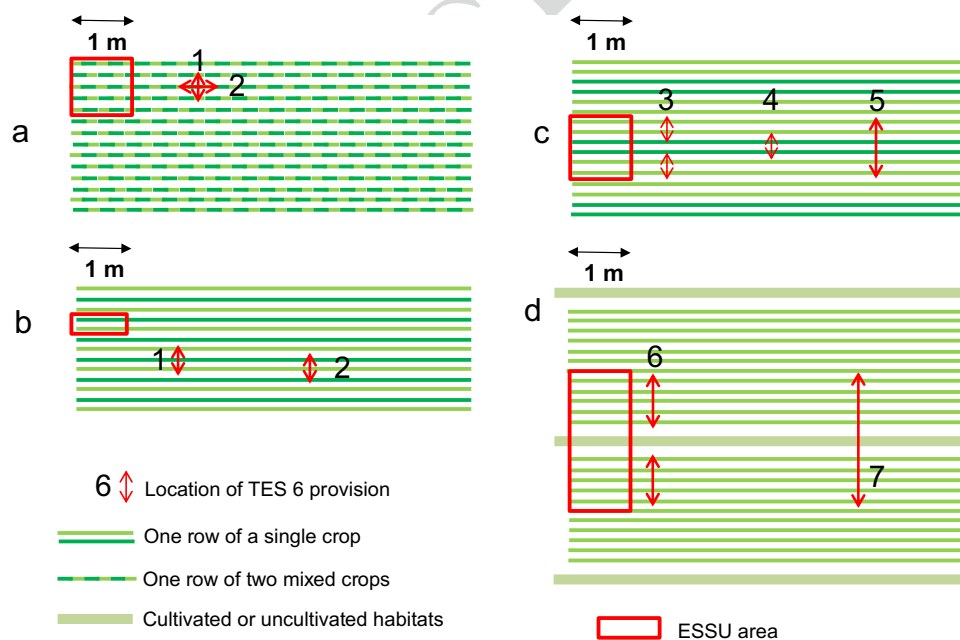 1 m
1
2
a
1 m
3
4
5
c
1 m
b
1
2
1 m
d
6
7
6 Location of TES 6 provision
One row of a single crop
One row of two mixed crops
Cultivated or uncultivated habitats
ESSU area